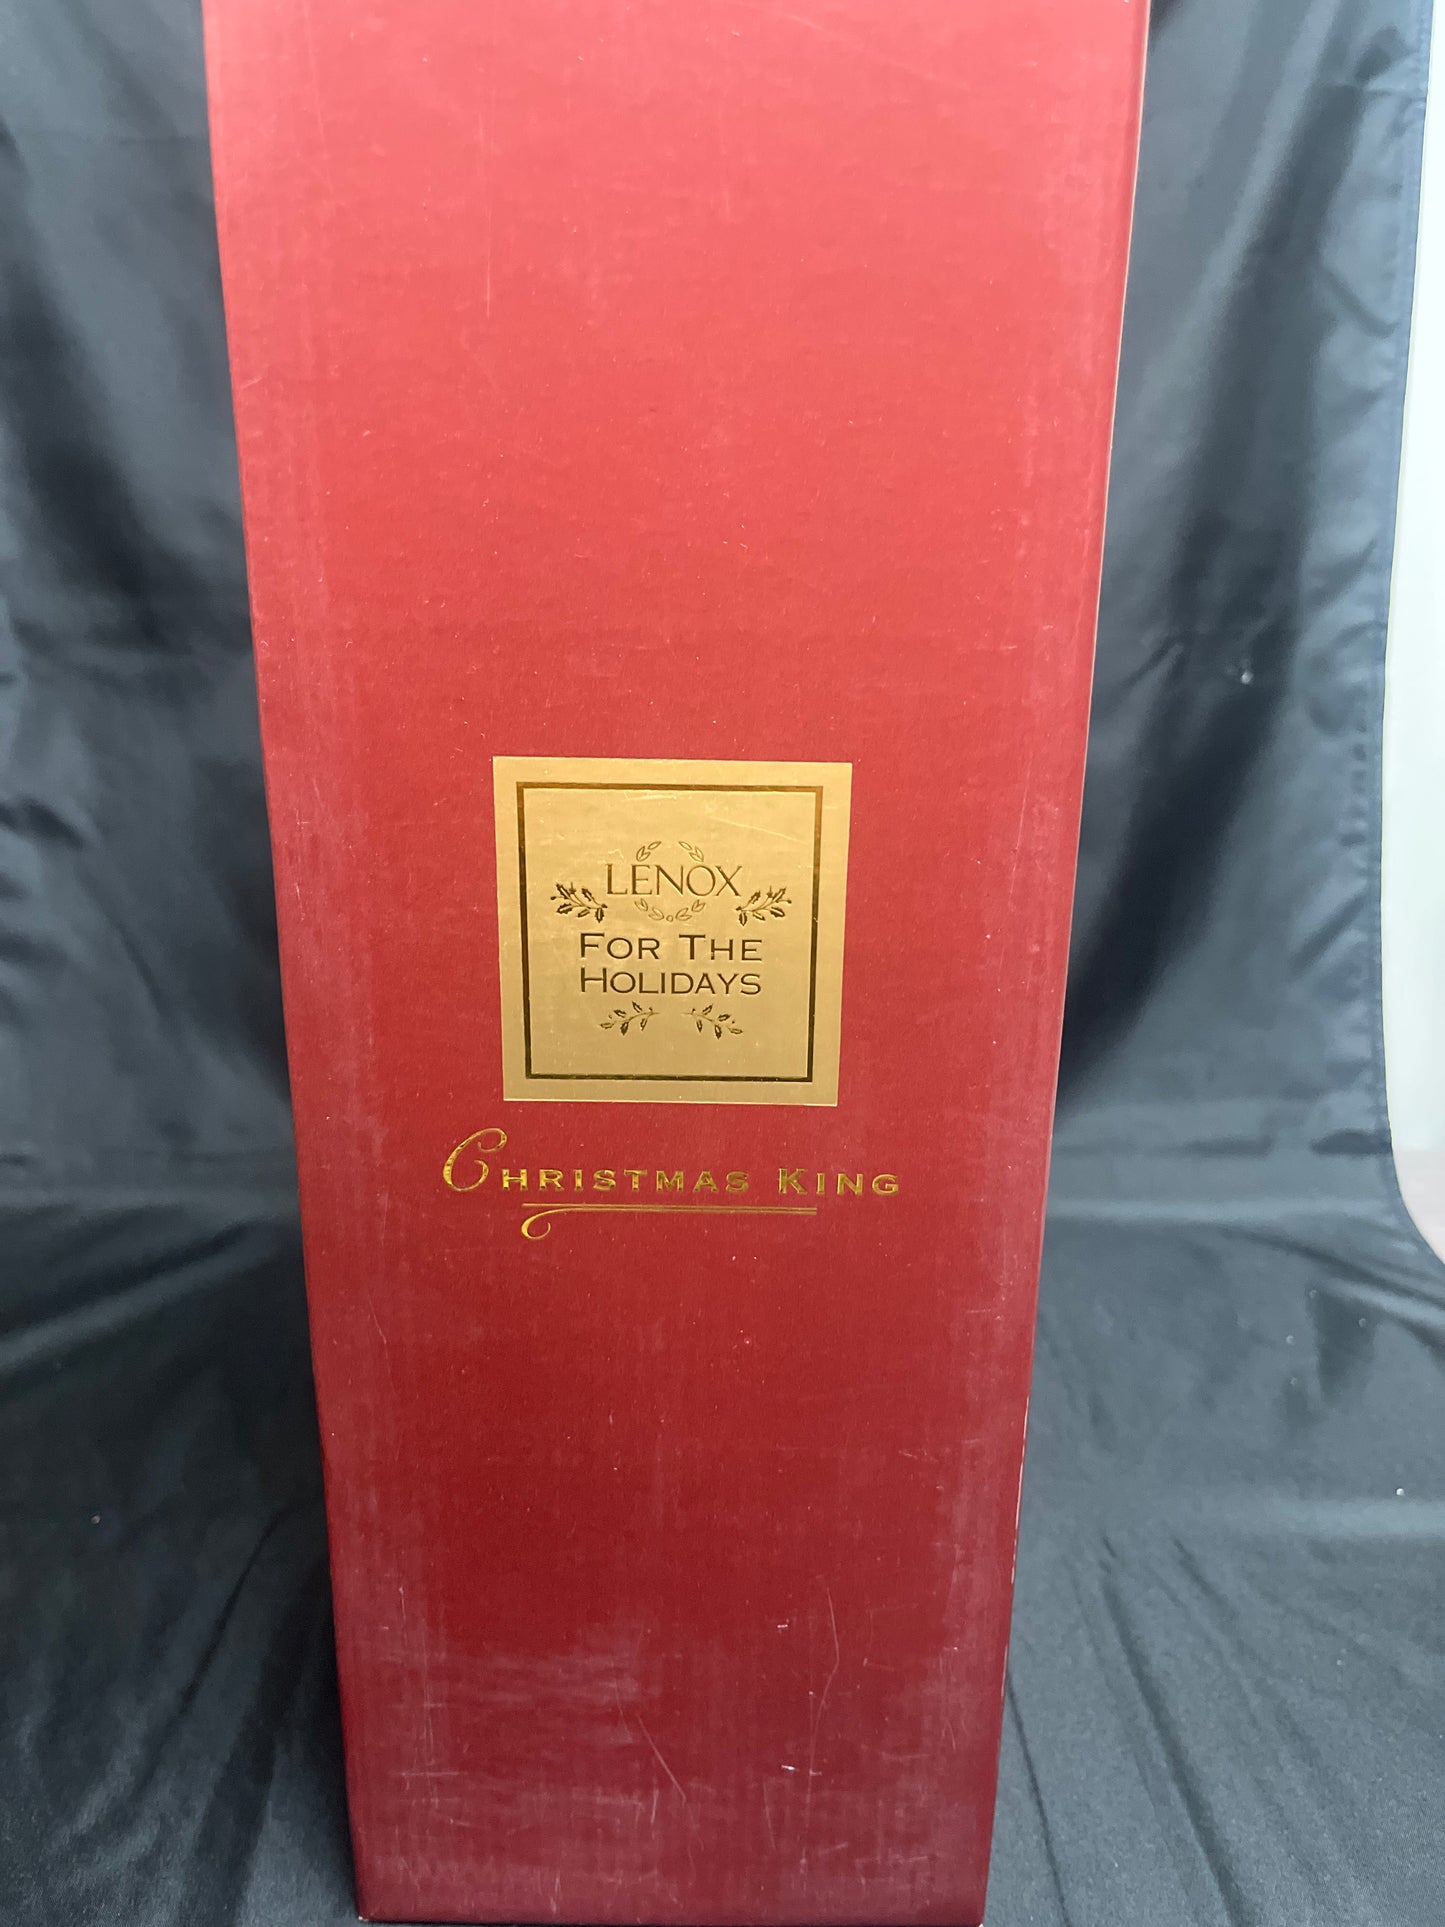 LENOX
FOR THE
HOLIDAYS
CHRISTMAS KING